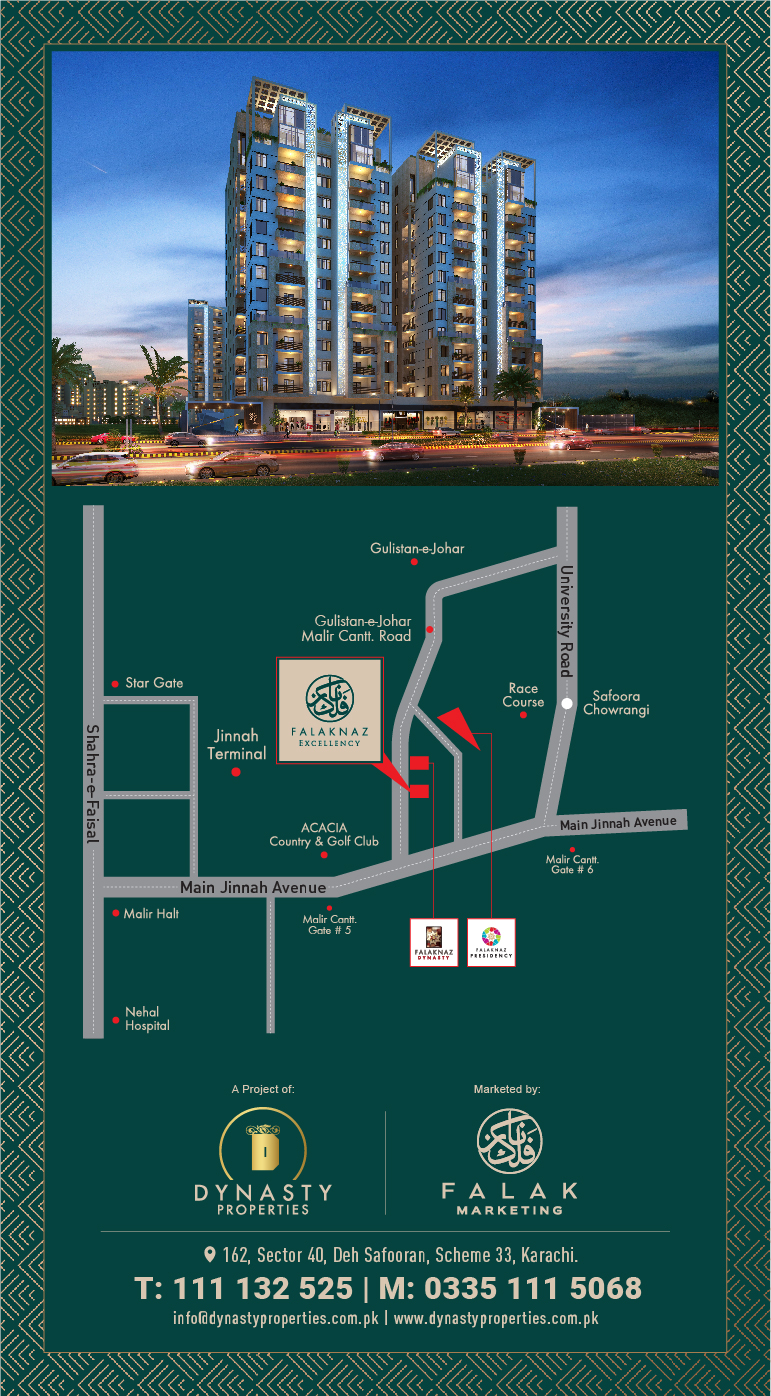 Gulistan-e-Johar
University Road
Gulistan-e-Johar
Malir Cantt. Road
Star Gate
Race
Course
Safoora
Chowrangi
فلكناز
FALAKNAZ
EXCELLENCY
Jinnah
Terminal
Shahra-e-Faisal
ACACIA
Country & Golf Club
Main Jinnah Avenue
Malir Cantt.
Gate # 6
Main Jinnah Avenue
Malir Halt
Malir Cantt.
Gate # 5
FALAKNAZ
DYNASTY
FALAKNAZ
PRESIDENCY
Nehal
Hospital
A Project of:
Marketed by:
فلكناز
DYNASTY
PROPERTIES
FALAK
MARKETING
162, Sector 40, Deh Safooran, Scheme 33, Karachi.
T: 111 132 525 | M: 0335 111 5068
info@dynastyproperties.com.pk | www.dynastyproperties.com.pk